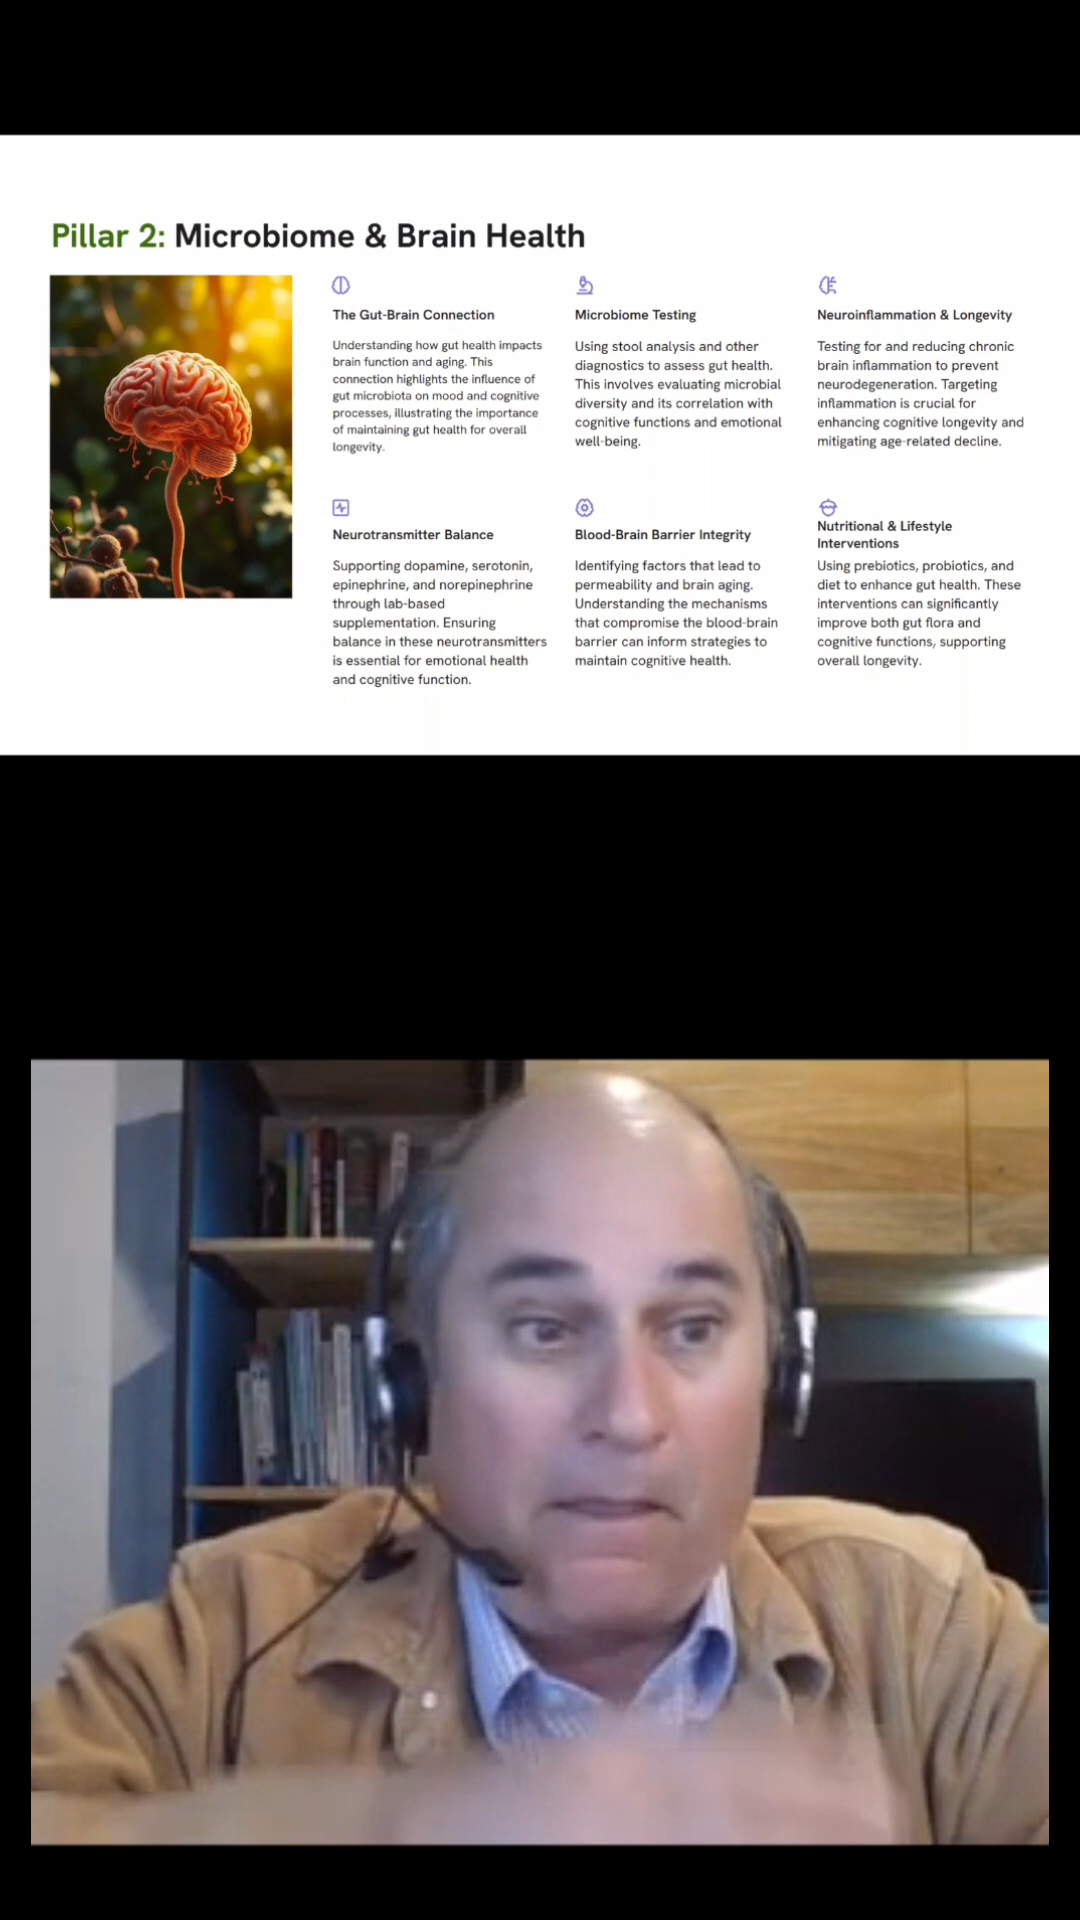 Pillar 2: Microbiome & Brain Health
The Gut-Brain Connection
Understanding how gut health impacts
brain function and aging. This
connection highlights the influence of
gut microbiota on mood and cognitive
processes, illustrating the importance
of maintaining gut health for overall
longevity.
Microbiome Testing
Using stool analysis and other
diagnostics to assess gut health.
This involves evaluating microbial
diversity and its correlation with
cognitive functions and emotional
well-being.
Neuroinflammation & Longevity
Testing for and reducing chronic
brain inflammation to prevent
neurodegeneration. Targeting
inflammation is crucial for
enhancing cognitive longevity and
mitigating age-related decline.
Neurotransmitter Balance
Supporting dopamine, serotonin,
epinephrine, and norepinephrine
through lab-based
supplementation. Ensuring
balance in these neurotransmitters
is essential for emotional health
and cognitive function.
Blood-Brain Barrier Integrity
Identifying factors that lead to
permeability and brain aging.
Understanding the mechanisms
that compromise the blood-brain
barrier can inform strategies to
maintain cognitive health.
Nutritional & Lifestyle
Interventions
Using prebiotics, probiotics, and
diet to enhance gut health. These
interventions can significantly
improve both gut flora and
cognitive functions, supporting
overall longevity.